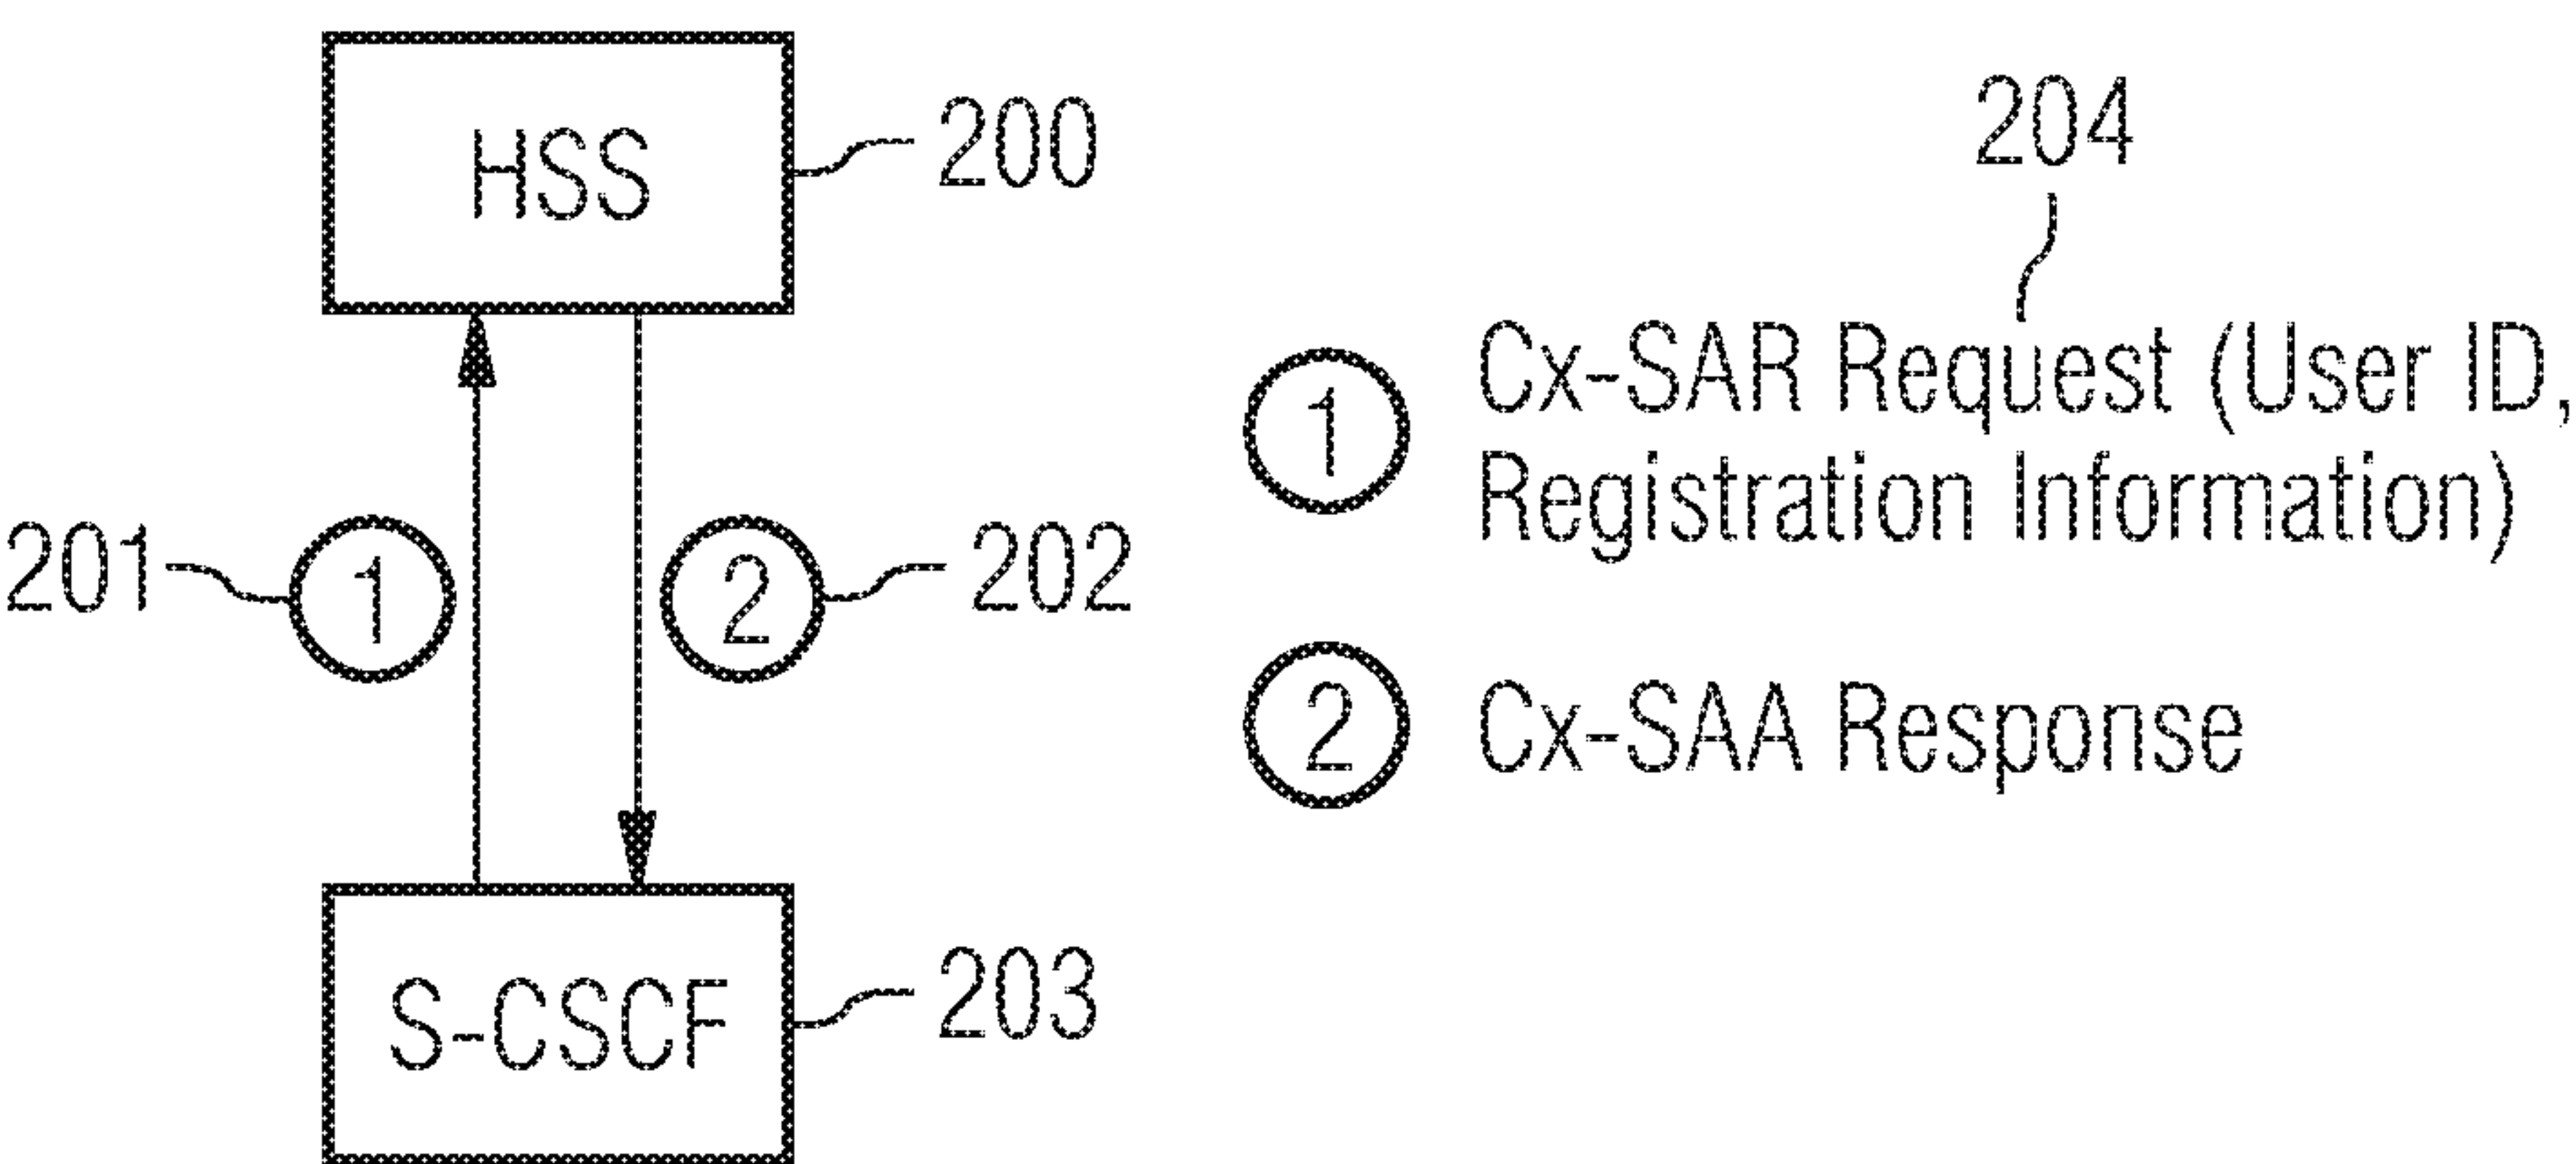 HSS
200
204
1
Cx-SAR Request (User ID,
Registration Information)
201
1
2
202
2
Cx-SAA Response
S-CSCF
203